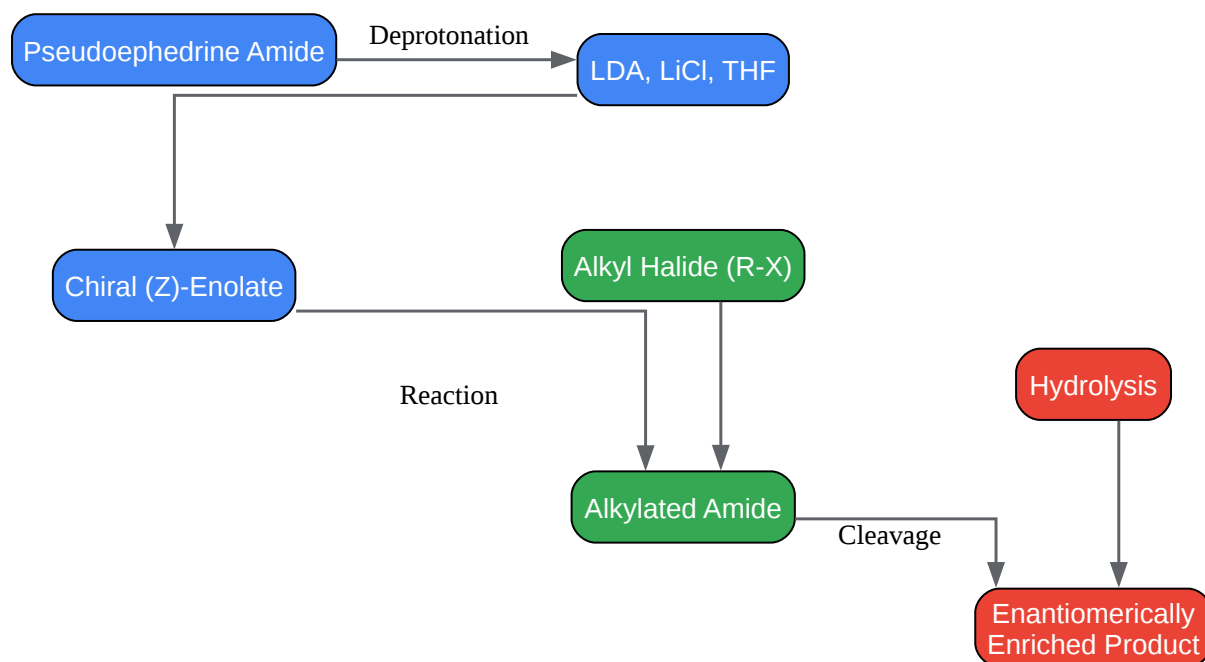 Pseudoephedrine Amide
Deprotonation
LDA, LiCl, THF
Chiral (Z)-Enolate
Alkyl Halide (R-X)
Reaction
Hydrolysis
Alkylated Amide
Cleavage
Enantiomerically
Enriched Product